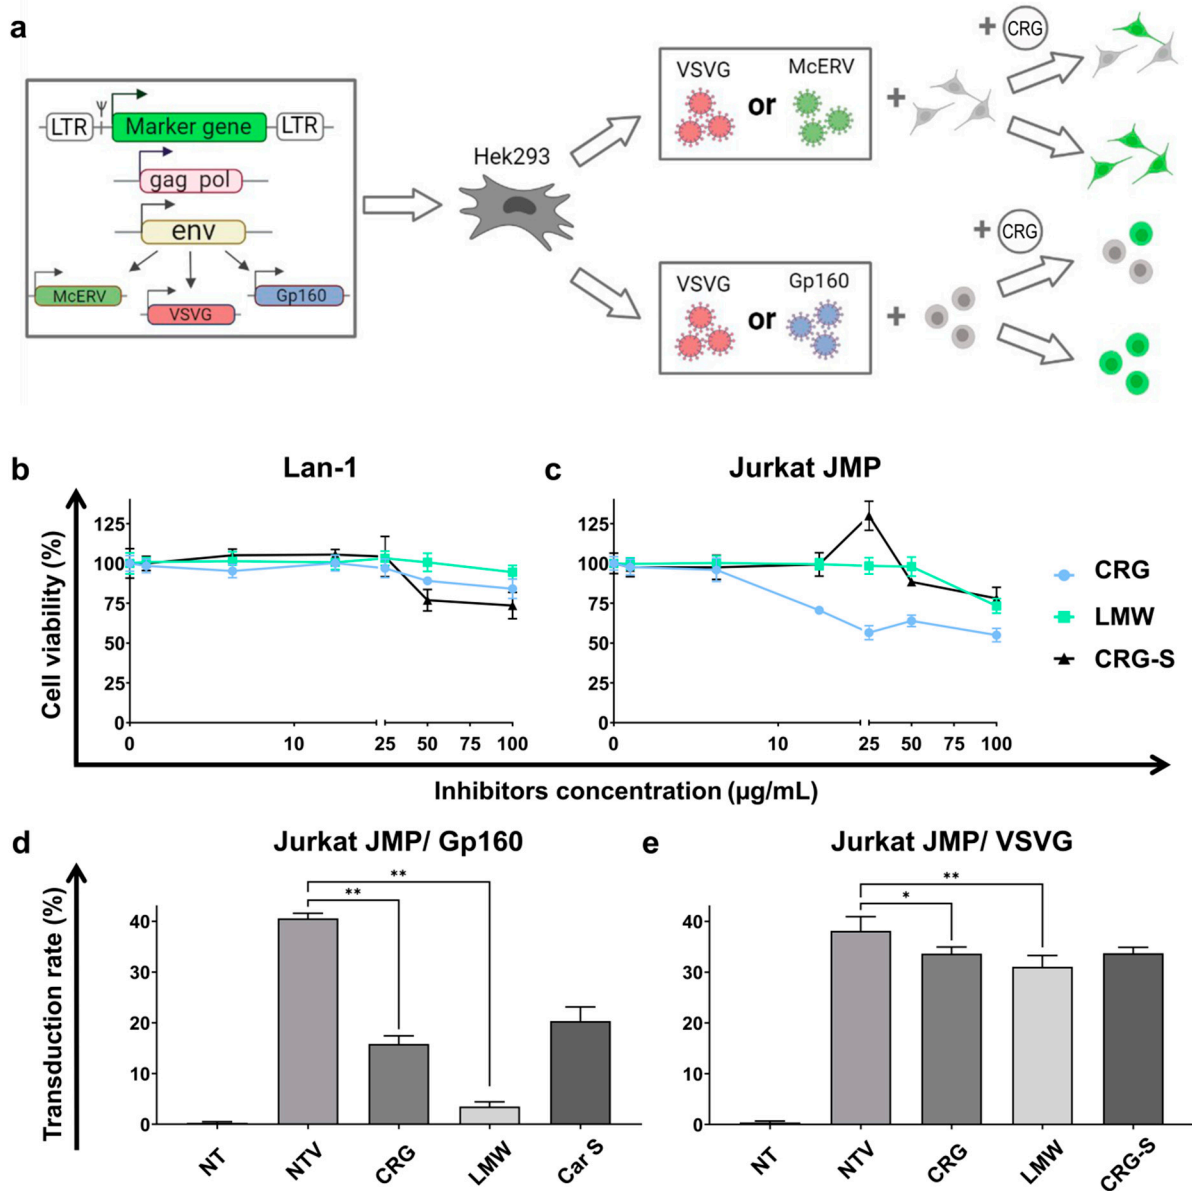 a
+ CRG
VSVG or McERV
+
LTR Ψ Marker gene LTR
gag pol
env
McERV VSVG Gp160
Hek293
+ CRG
VSVG or Gp160
+
b Lan-1
c Jurkat JMP
Cell viability (%)
125
100
75
50
25
0
0 10 25 50 75 100
125
100
75
50
25
0
0 10 25 50 75 100
CRG
LMW
CRG-S
Inhibitors concentration (µg/mL)
d Jurkat JMP/ Gp160
e Jurkat JMP/ VSVG
Transduction rate (%)
**
**
40
30
20
10
0
NT NTV CRG LMW Car S
**
*
40
30
20
10
0
NT NTV CRG LMW CRG-S